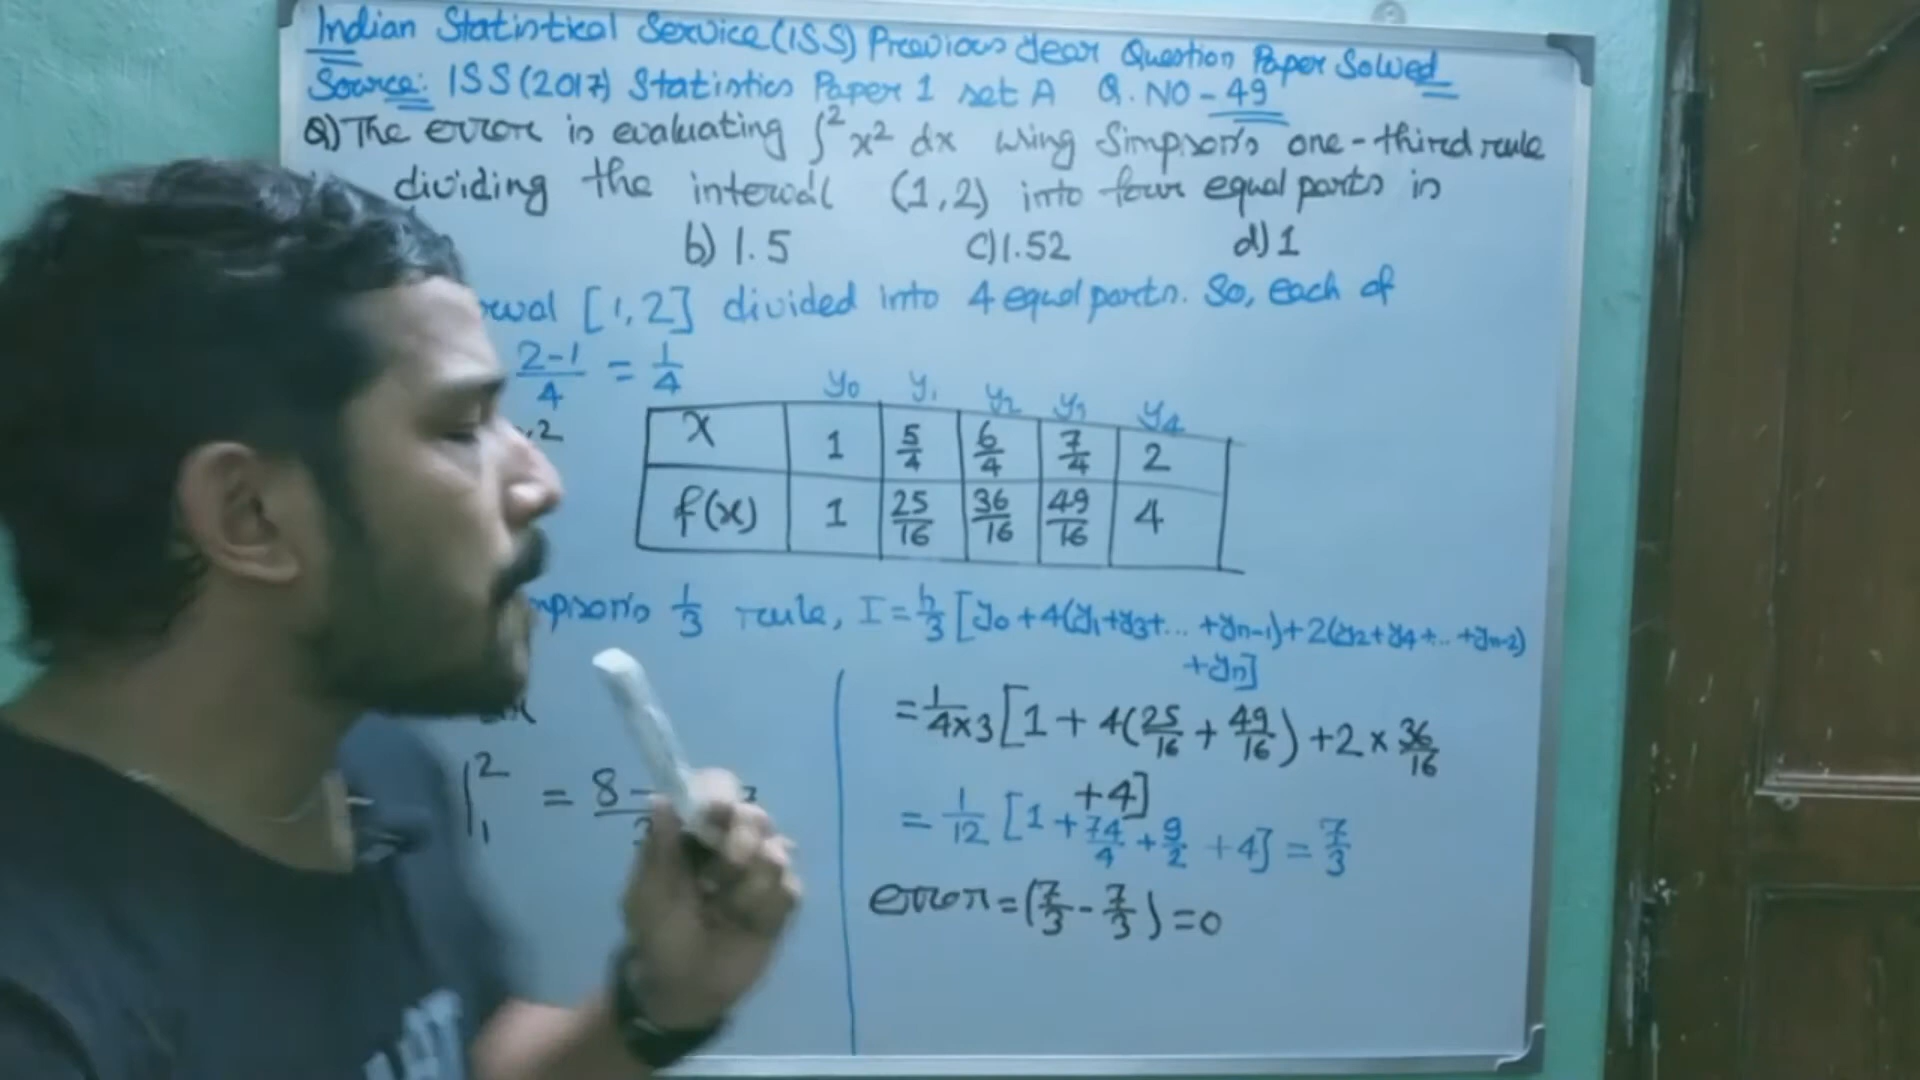 Indian Statistical Service (ISS) Previous Year Question Paper Solved
Source: ISS (2017) Statistics Paper 1 set A Q. NO - 49
Q) The error in evaluating ∫² x² dx using Simpson's one-third rule
dividing the interval (1,2) into four equal parts is
b) 1.5 c) 1.52 d) 1
[1,2] divided into 4 equal parts. So, each of
(2-1)/4 = 1/4
y0 y1 y2 y3 y4
x 1 5/4 6/4 7/4 2
f(x) 1 25/16 36/16 49/16 4
1/3 rule, I = h/3 [y0 + 4(y1+y3+... +yn-1) + 2(y2+y4+..+yn-2)
+yn]
= 1/(4×3) [1 + 4(25/16 + 49/16) + 2 × 36/16
+4]
= 1/12 [1 + 74/4 + 9/2 + 4] = 7/3
error = (7/3 - 7/3) = 0
|₁² = 8-